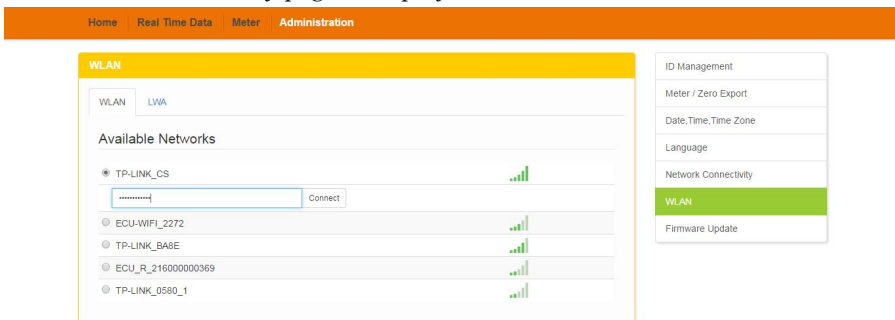 Home Real Time Data Meter Administration
WLAN
WLAN LWA
Available Networks
TP-LINK_CS
Connect
ECU-WIFI_2272
TP-LINK_BA8E
ECU_R_216000000369
TP-LINK_0580_1
ID Management
Meter / Zero Export
Date,Time,Time Zone
Language
Network Connectivity
WLAN
Firmware Update